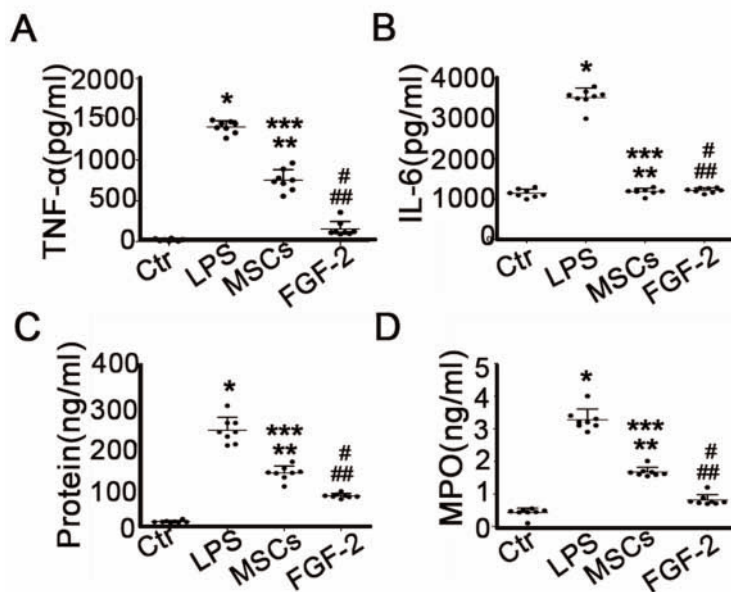 A
TNF-α(pg/ml)
2000
1500
1000
500
0
*
***
**
#
##
Ctr
LPS
MSCs
FGF-2
B
IL-6(pg/ml)
4000
3000
2000
1000
0
*
***
**
#
##
Ctr
LPS
MSCs
FGF-2
C
Protein(ng/ml)
400
300
200
100
0
*
***
**
#
##
Ctr
LPS
MSCs
FGF-2
D
MPO(ng/ml)
5
4
3
2
1
0
*
***
**
#
##
Ctr
LPS
MSCs
FGF-2